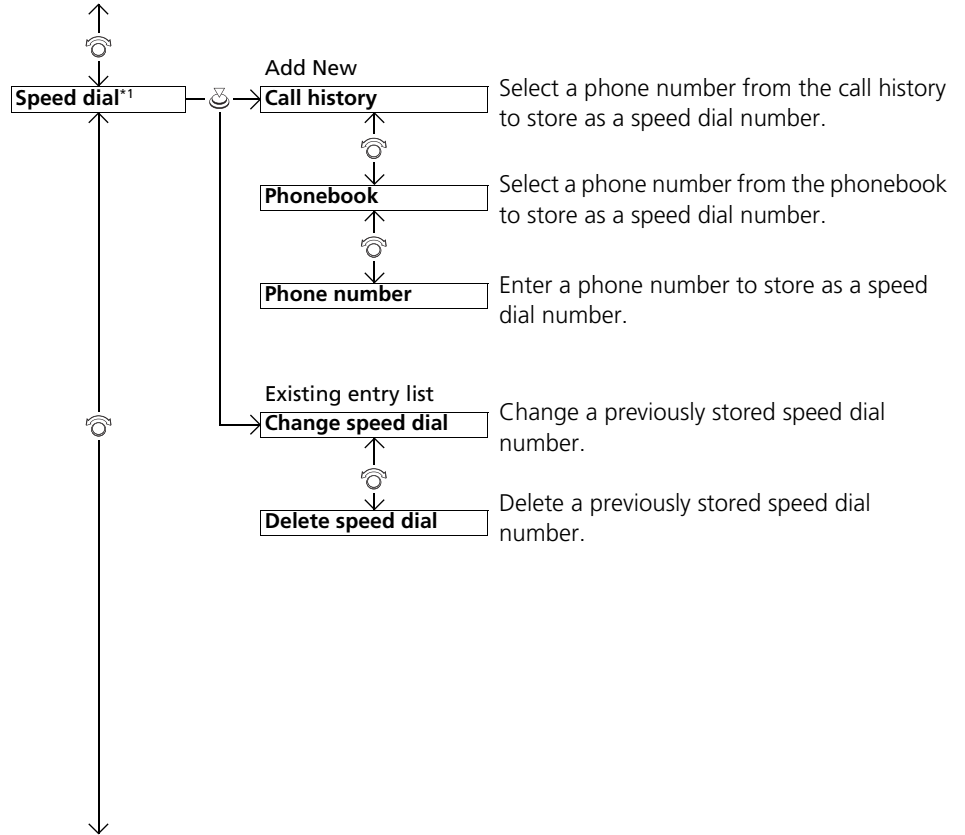 Add New
Speed dial*1
Call history
Select a phone number from the call history
to store as a speed dial number.
Phonebook
Select a phone number from the phonebook
to store as a speed dial number.
Phone number
Enter a phone number to store as a speed
dial number.
Existing entry list
Change speed dial
Change a previously stored speed dial
number.
Delete speed dial
Delete a previously stored speed dial
number.